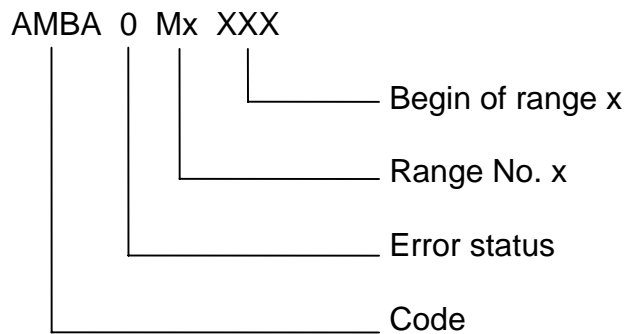 AMBA 0 Mx XXX
Begin of range x
Range No. x
Error status
Code